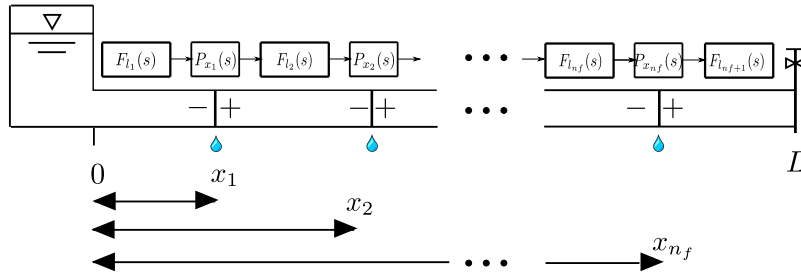 F_{l_1}(s) P_{x_1}(s) F_{l_2}(s) P_{x_2}(s) ••• F_{l_{nf}}(s) P_{x_{nf}}(s) F_{l_{nf+1}}(s)
− + − + ••• − +
0 x_1 L
x_2
••• x_{n_f}